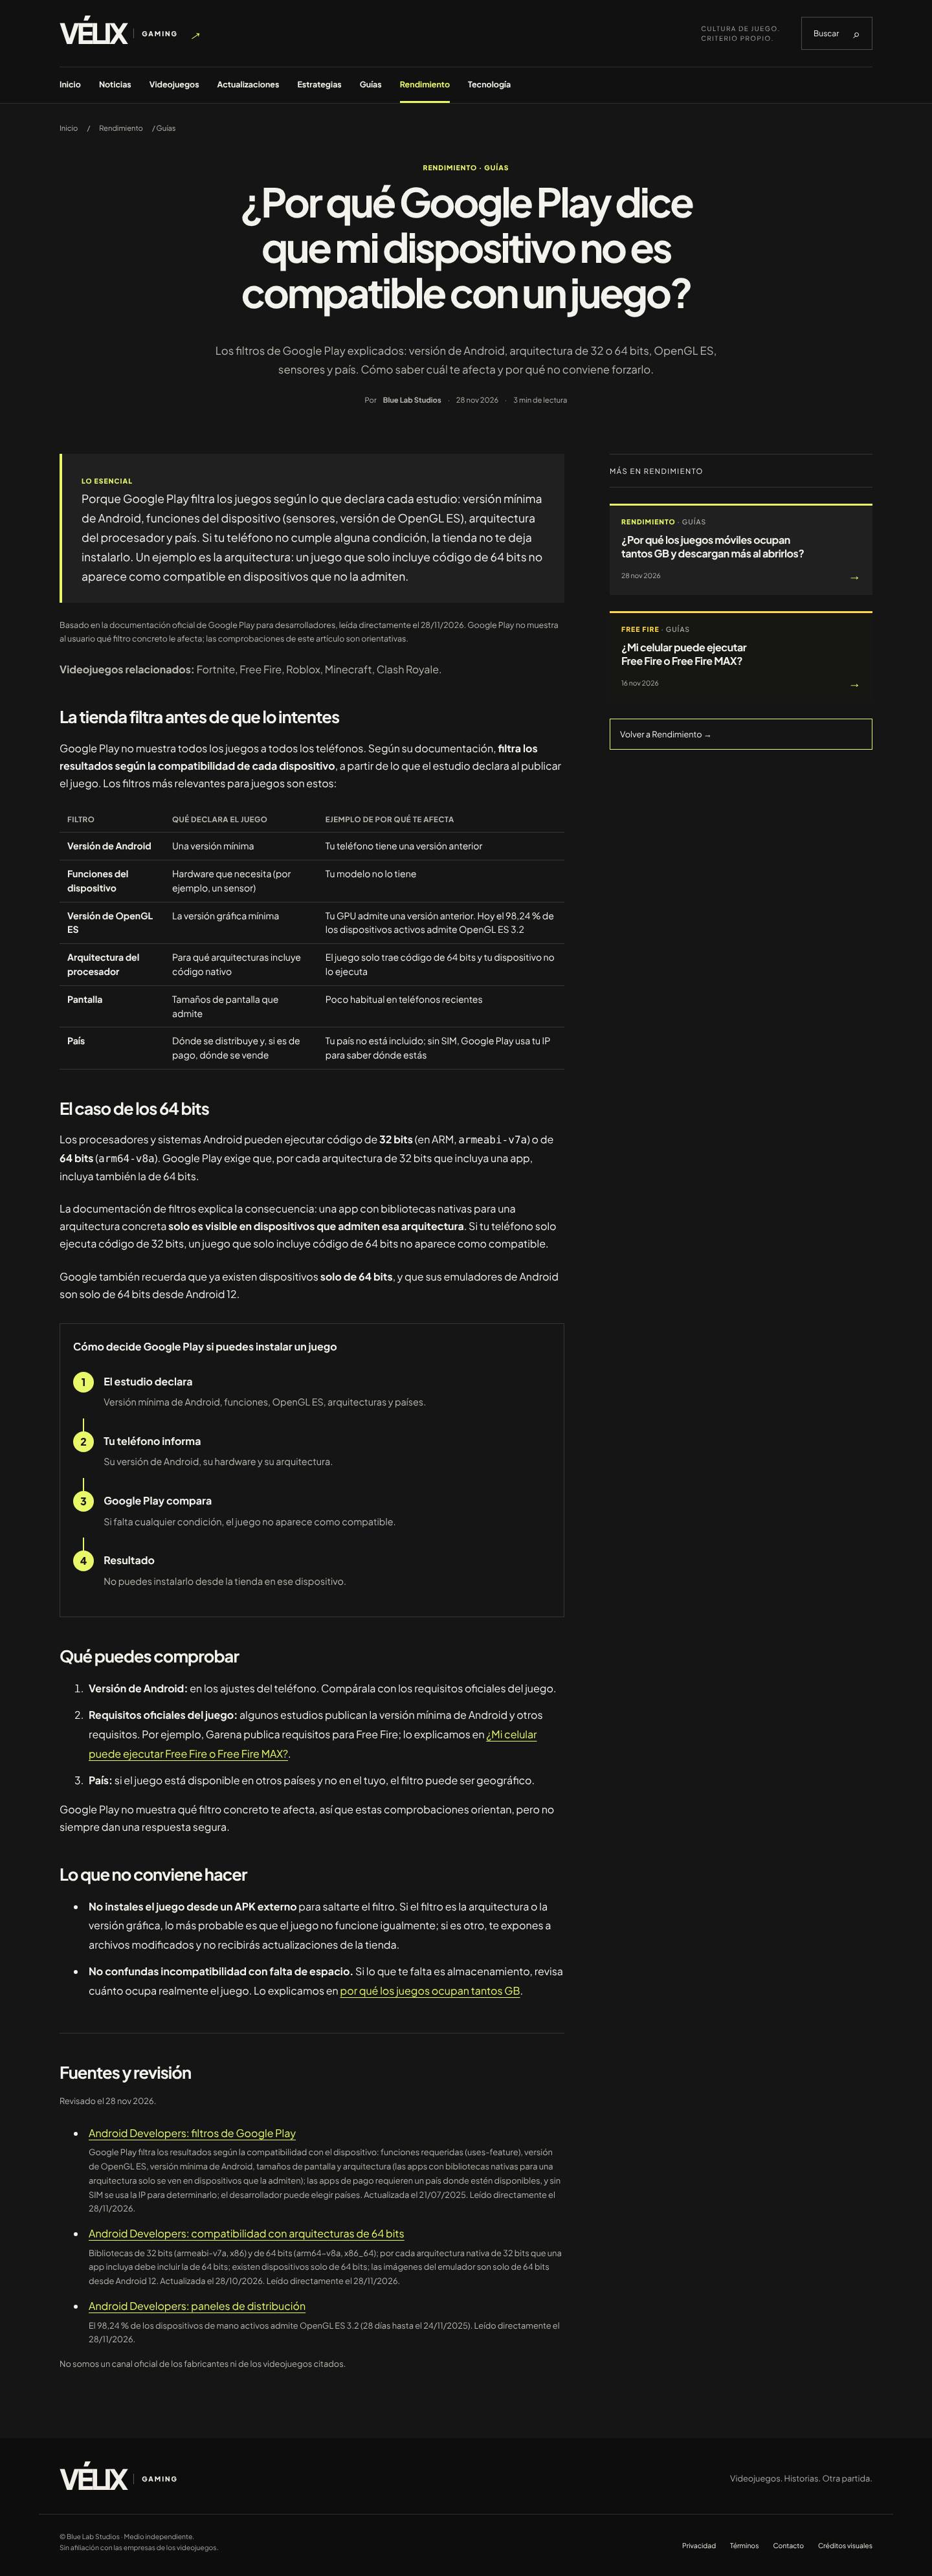 VÉLIX GAMING
CULTURA DE JUEGO.
CRITERIO PROPIO.
Buscar
Inicio Noticias Videojuegos Actualizaciones Estrategias Guías Rendimiento Tecnología
Inicio / Rendimiento / Guías
RENDIMIENTO · GUÍAS
¿Por qué Google Play dice
que mi dispositivo no es
compatible con un juego?
Los filtros de Google Play explicados: versión de Android, arquitectura de 32 o 64 bits, OpenGL ES,
sensores y país. Cómo saber cuál te afecta y por qué no conviene forzarlo.
Por Blue Lab Studios · 28 nov 2026 · 3 min de lectura
LO ESENCIAL
Porque Google Play filtra los juegos según lo que declara cada estudio: versión mínima
de Android, funciones del dispositivo (sensores, versión de OpenGL ES), arquitectura
del procesador y país. Si tu teléfono no cumple alguna condición, la tienda no te deja
instalarlo. Un ejemplo es la arquitectura: un juego que solo incluye código de 64 bits no
aparece como compatible en dispositivos que no la admiten.
Basado en la documentación oficial de Google Play para desarrolladores, leída directamente el 28/11/2026. Google Play no muestra
al usuario qué filtro concreto le afecta; las comprobaciones de este artículo son orientativas.
Videojuegos relacionados: Fortnite, Free Fire, Roblox, Minecraft, Clash Royale.
La tienda filtra antes de que lo intentes
Google Play no muestra todos los juegos a todos los teléfonos. Según su documentación, filtra los
resultados según la compatibilidad de cada dispositivo, a partir de lo que el estudio declara al publicar
el juego. Los filtros más relevantes para juegos son estos:
FILTRO QUÉ DECLARA EL JUEGO EJEMPLO DE POR QUÉ TE AFECTA
Versión de Android Una versión mínima Tu teléfono tiene una versión anterior
Funciones del Hardware que necesita (por Tu modelo no lo tiene
dispositivo ejemplo, un sensor)
Versión de OpenGL La versión gráfica mínima Tu GPU admite una versión anterior. Hoy el 98,24 % de
ES los dispositivos activos admite OpenGL ES 3.2
Arquitectura del Para qué arquitecturas incluye El juego solo trae código de 64 bits y tu dispositivo no
procesador código nativo lo ejecuta
Pantalla Tamaños de pantalla que Poco habitual en teléfonos recientes
admite
País Dónde se distribuye y, si es de Tu país no está incluido; sin SIM, Google Play usa tu IP
pago, dónde se vende para saber dónde estás
El caso de los 64 bits
Los procesadores y sistemas Android pueden ejecutar código de 32 bits (en ARM, armeabi-v7a) o de
64 bits (arm64-v8a). Google Play exige que, por cada arquitectura de 32 bits que incluya una app,
incluya también la de 64 bits.
La documentación de filtros explica la consecuencia: una app con bibliotecas nativas para una
arquitectura concreta solo es visible en dispositivos que admiten esa arquitectura. Si tu teléfono solo
ejecuta código de 32 bits, un juego que solo incluye código de 64 bits no aparece como compatible.
Google también recuerda que ya existen dispositivos solo de 64 bits, y que sus emuladores de Android
son solo de 64 bits desde Android 12.
Cómo decide Google Play si puedes instalar un juego
1 El estudio declara
Versión mínima de Android, funciones, OpenGL ES, arquitecturas y países.
2 Tu teléfono informa
Su versión de Android, su hardware y su arquitectura.
3 Google Play compara
Si falta cualquier condición, el juego no aparece como compatible.
4 Resultado
No puedes instalarlo desde la tienda en ese dispositivo.
Qué puedes comprobar
1. Versión de Android: en los ajustes del teléfono. Compárala con los requisitos oficiales del juego.
2. Requisitos oficiales del juego: algunos estudios publican la versión mínima de Android y otros
requisitos. Por ejemplo, Garena publica requisitos para Free Fire; lo explicamos en ¿Mi celular
puede ejecutar Free Fire o Free Fire MAX?.
3. País: si el juego está disponible en otros países y no en el tuyo, el filtro puede ser geográfico.
Google Play no muestra qué filtro concreto te afecta, así que estas comprobaciones orientan, pero no
siempre dan una respuesta segura.
Lo que no conviene hacer
• No instales el juego desde un APK externo para saltarte el filtro. Si el filtro es la arquitectura o la
versión gráfica, lo más probable es que el juego no funcione igualmente; si es otro, te expones a
archivos modificados y no recibirás actualizaciones de la tienda.
• No confundas incompatibilidad con falta de espacio. Si lo que te falta es almacenamiento, revisa
cuánto ocupa realmente el juego. Lo explicamos en por qué los juegos ocupan tantos GB.
Fuentes y revisión
Revisado el 28 nov 2026.
• Android Developers: filtros de Google Play
Google Play filtra los resultados según la compatibilidad con el dispositivo: funciones requeridas (uses-feature), versión
de OpenGL ES, versión mínima de Android, tamaños de pantalla y arquitectura (las apps con bibliotecas nativas para una
arquitectura solo se ven en dispositivos que la admiten); las apps de pago requieren un país donde estén disponibles, y sin
SIM se usa la IP para determinarlo; el desarrollador puede elegir países. Actualizada el 21/07/2025. Leído directamente el
28/11/2026.
• Android Developers: compatibilidad con arquitecturas de 64 bits
Bibliotecas de 32 bits (armeabi-v7a, x86) y de 64 bits (arm64-v8a, x86_64); por cada arquitectura nativa de 32 bits que una
app incluya debe incluir la de 64 bits; existen dispositivos solo de 64 bits; las imágenes del emulador son solo de 64 bits
desde Android 12. Actualizada el 28/10/2026. Leído directamente el 28/11/2026.
• Android Developers: paneles de distribución
El 98,24 % de los dispositivos de mano activos admite OpenGL ES 3.2 (28 días hasta el 24/11/2025). Leído directamente el
28/11/2026.
No somos un canal oficial de los fabricantes ni de los videojuegos citados.
MÁS EN RENDIMIENTO
RENDIMIENTO · GUÍAS
¿Por qué los juegos móviles ocupan
tantos GB y descargan más al abrirlos?
28 nov 2026 →
FREE FIRE · GUÍAS
¿Mi celular puede ejecutar
Free Fire o Free Fire MAX?
16 nov 2026 →
Volver a Rendimiento →
VÉLIX GAMING
Videojuegos. Historias. Otra partida.
© Blue Lab Studios · Medio independiente.
Sin afiliación con las empresas de los videojuegos.
Privacidad Términos Contacto Créditos visuales